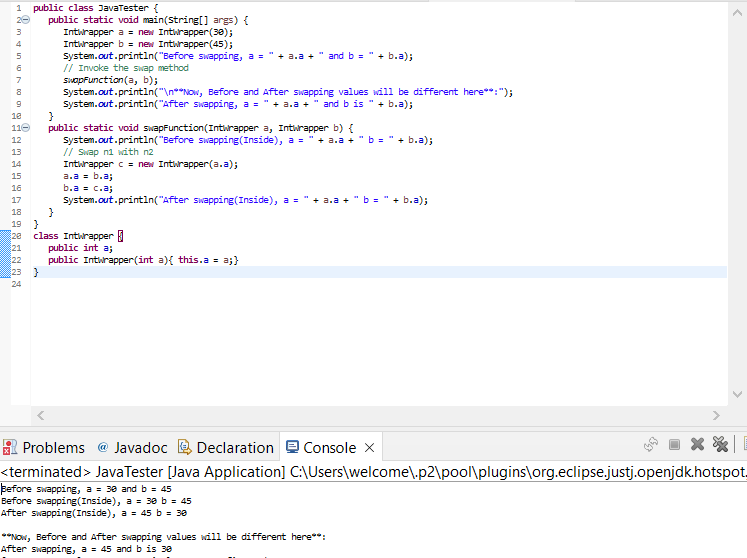 1 public class JavaTester {
2 public static void main(String[] args) {
3 IntWrapper a = new IntWrapper(30);
4 IntWrapper b = new IntWrapper(45);
5 System.out.println("Before swapping, a = " + a.a + " and b = " + b.a);
6 // Invoke the swap method
7 swapFunction(a, b);
8 System.out.println("\n**Now, Before and After swapping values will be different here**:");
9 System.out.println("After swapping, a = " + a.a + " and b is " + b.a);
10 }
11 public static void swapFunction(IntWrapper a, IntWrapper b) {
12 System.out.println("Before swapping(Inside), a = " + a.a + " b = " + b.a);
13 // Swap n1 with n2
14 IntWrapper c = new IntWrapper(a.a);
15 a.a = b.a;
16 b.a = c.a;
17 System.out.println("After swapping(Inside), a = " + a.a + " b = " + b.a);
18 }
19 }
20 class IntWrapper {
21 public int a;
22 public IntWrapper(int a){ this.a = a;}
23 }
24
Problems @ Javadoc Declaration Console
<terminated> JavaTester [Java Application] C:\Users\welcome\.p2\pool\plugins\org.eclipse.justj.openjdk.hotspot.
Before swapping, a = 30 and b = 45
Before swapping(Inside), a = 30 b = 45
After swapping(Inside), a = 45 b = 30
**Now, Before and After swapping values will be different here**:
After swapping, a = 45 and b is 30